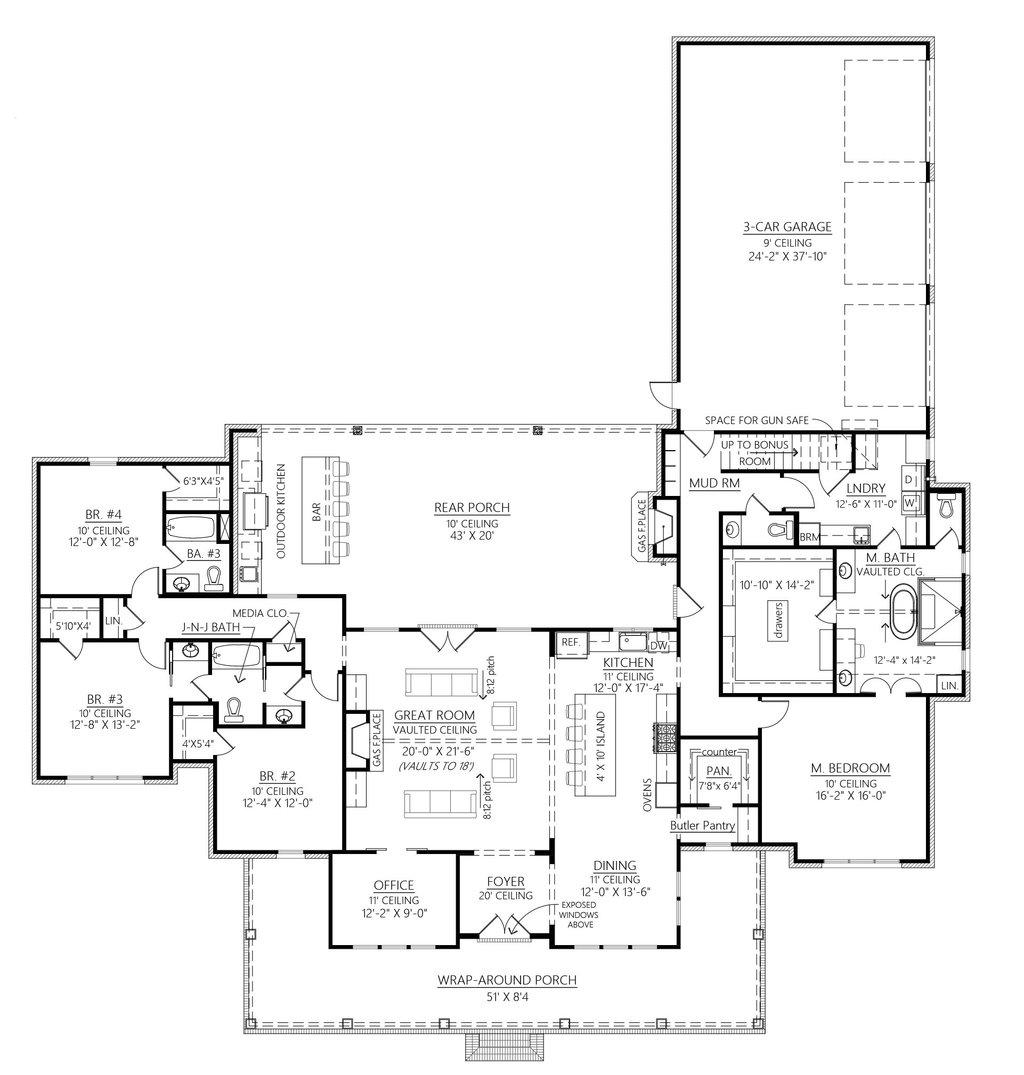 3-CAR GARAGE
9' CEILING
24'-2" X 37'-10"
SPACE FOR GUN SAFE
UP TO BONUS
ROOM
MUD RM
LNDRY
12'-6" X 11'-0"
D
W
BRM
6'3"X4'5"
BR. #4
10' CEILING
12'-0" X 12'-8"
BA. #3
OUTDOOR KITCHEN
BAR
REAR PORCH
10' CEILING
43' X 20'
GAS F.PLACE
M. BATH
VAULTED CLG.
10'-10" X 14'-2"
drawers
12'-4" x 14'-2"
LIN.
5'10"X4'
LIN.
MEDIA CLO.
J-N-J BATH
BR. #3
10' CEILING
12'-8" X 13'-2"
4'X5'4"
BR. #2
10' CEILING
12'-4" X 12'-0"
8:12 pitch
GREAT ROOM
VAULTED CEILING
20'-0" X 21'-6"
(VAULTS TO 18')
GAS F.PLACE
8:12 pitch
REF.
DW
KITCHEN
11' CEILING
12'-0" X 17'-4"
4' X 10' ISLAND
OVENS
counter
PAN.
7'8"x 6'4"
Butler Pantry
M. BEDROOM
10' CEILING
16'-2" X 16'-0"
OFFICE
11' CEILING
12'-2" X 9'-0"
FOYER
20' CEILING
EXPOSED
WINDOWS
ABOVE
DINING
11' CEILING
12'-0" X 13'-6"
WRAP-AROUND PORCH
51' X 8'4